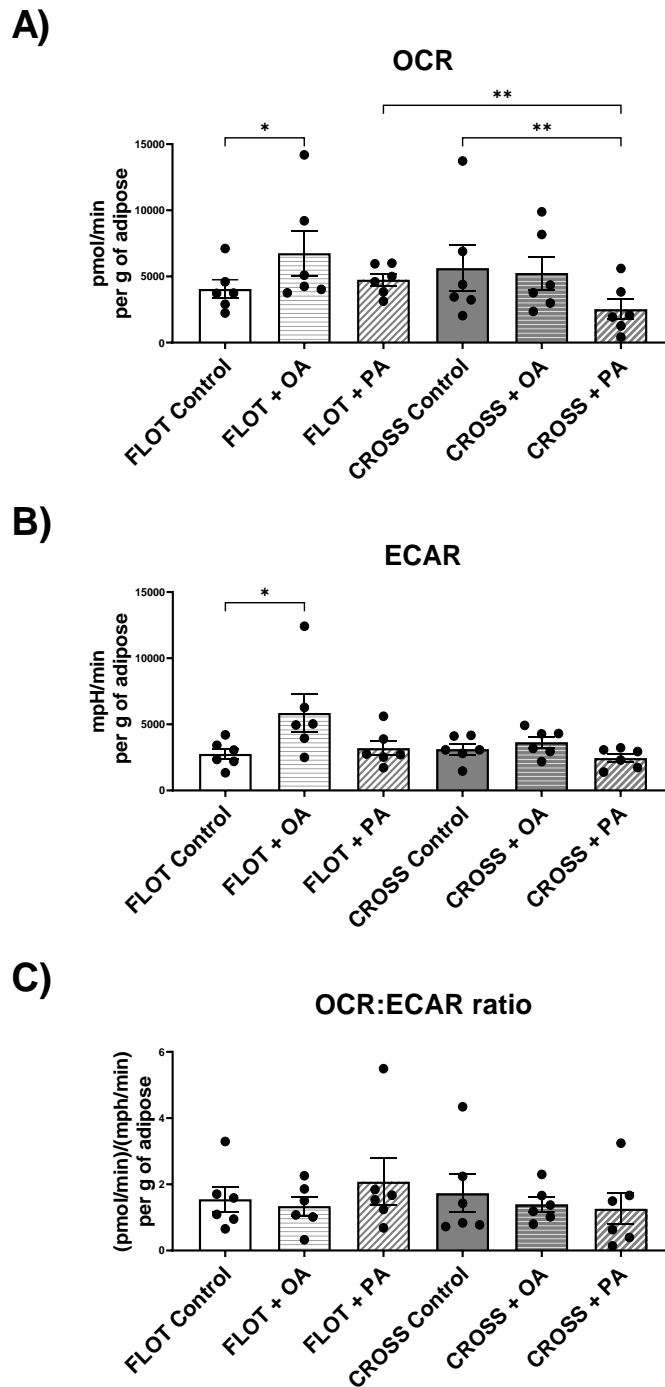 A)
OCR
**
*
**
15000
10000
5000
0
pmol/min
per g of adipose
FLOT Control
FLOT + OA
FLOT + PA
CROSS Control
CROSS + OA
CROSS + PA
B)
ECAR
*
15000
10000
5000
0
mpH/min
per g of adipose
FLOT Control
FLOT + OA
FLOT + PA
CROSS Control
CROSS + OA
CROSS + PA
C)
OCR:ECAR ratio
6
4
2
0
(pmol/min)/(mph/min)
per g of adipose
FLOT Control
FLOT + OA
FLOT + PA
CROSS Control
CROSS + OA
CROSS + PA